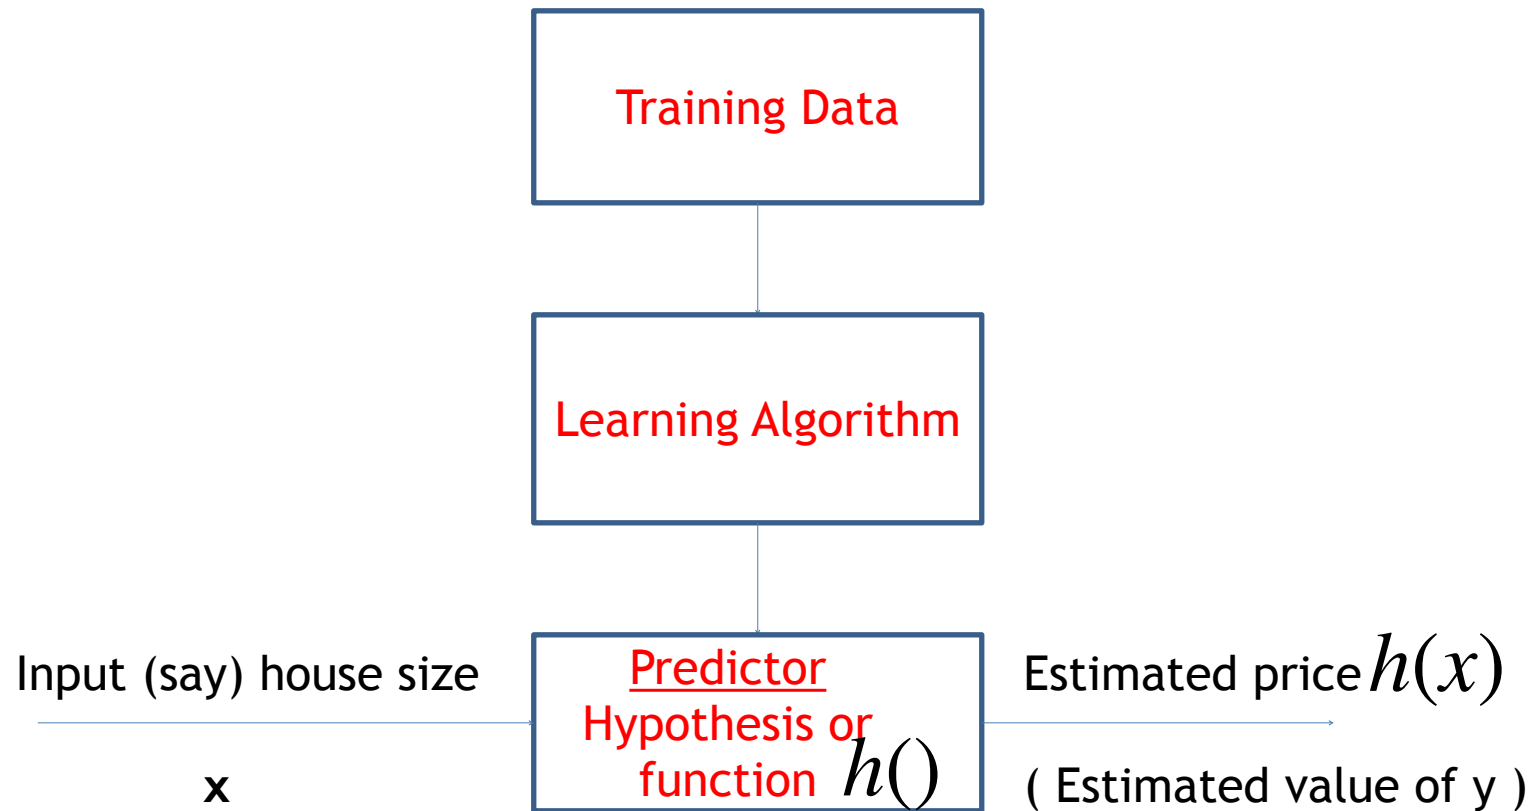 Training Data
Learning Algorithm
Input (say) house size
x
Predictor
Hypothesis or
function h()
Estimated price h(x)
( Estimated value of y )